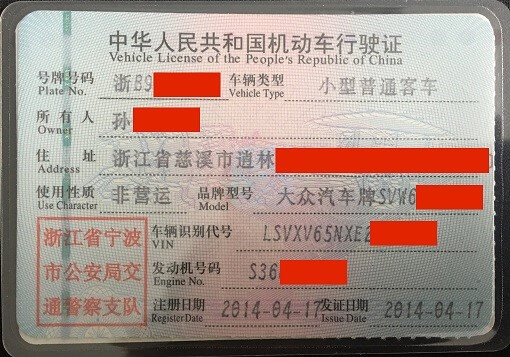 中华人民共和国机动车行驶证
Vehicle License of the People's Republic of China
号牌号码 浙B9 车辆类型 小型普通客车
Plate No. Vehicle Type
所有人 孙
Owner
住址 浙江省慈溪市逍林
Address
使用性质 非营运 品牌型号 大众汽车牌SVW6
Use Character Model
浙江省宁波 车辆识别代号 LSVXV65NXE2
VIN
市公安局交 发动机号码 S36
Engine No.
通警察支队 注册日期 2014-04-17 发证日期 2014-04-17
Register Date Issue Date